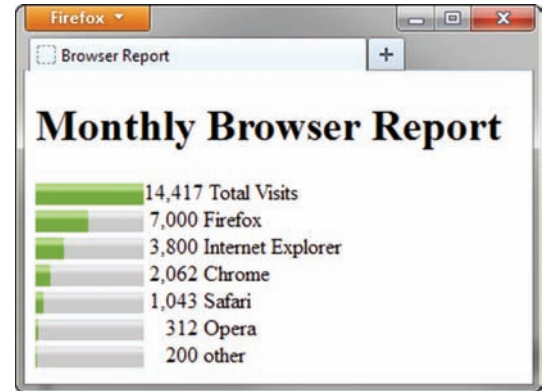 Firefox
Browser Report
Monthly Browser Report
14,417 Total Visits
7,000 Firefox
3,800 Internet Explorer
2,062 Chrome
1,043 Safari
312 Opera
200 other